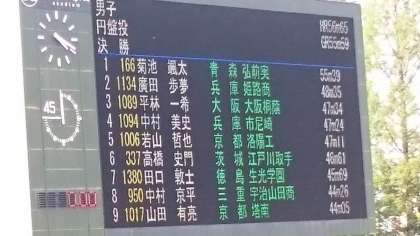 男子
円盤投
決 勝
HR56m65
GR55m59
1 166 菊池 颯太 青 森 弘前実 55m39
2 1134 廣田 歩夢 兵 庫 姫路商 48m35
3 1089 平林 一希 大 阪 大阪桐蔭 47m34
4 1094 中村 美史 兵 庫 市尼崎 47m24
5 1006 若山 哲也 京 都 洛陽工 47m11
6 337 高橋 史門 茨 城 江戸川取手 46m61
7 1380 田口 敦士 徳 島 生光学園 45m69
8 950 中村 京平 三 重 宇治山田商 44m26
9 1017 山田 有亮 京 都 塔南 44m05
45